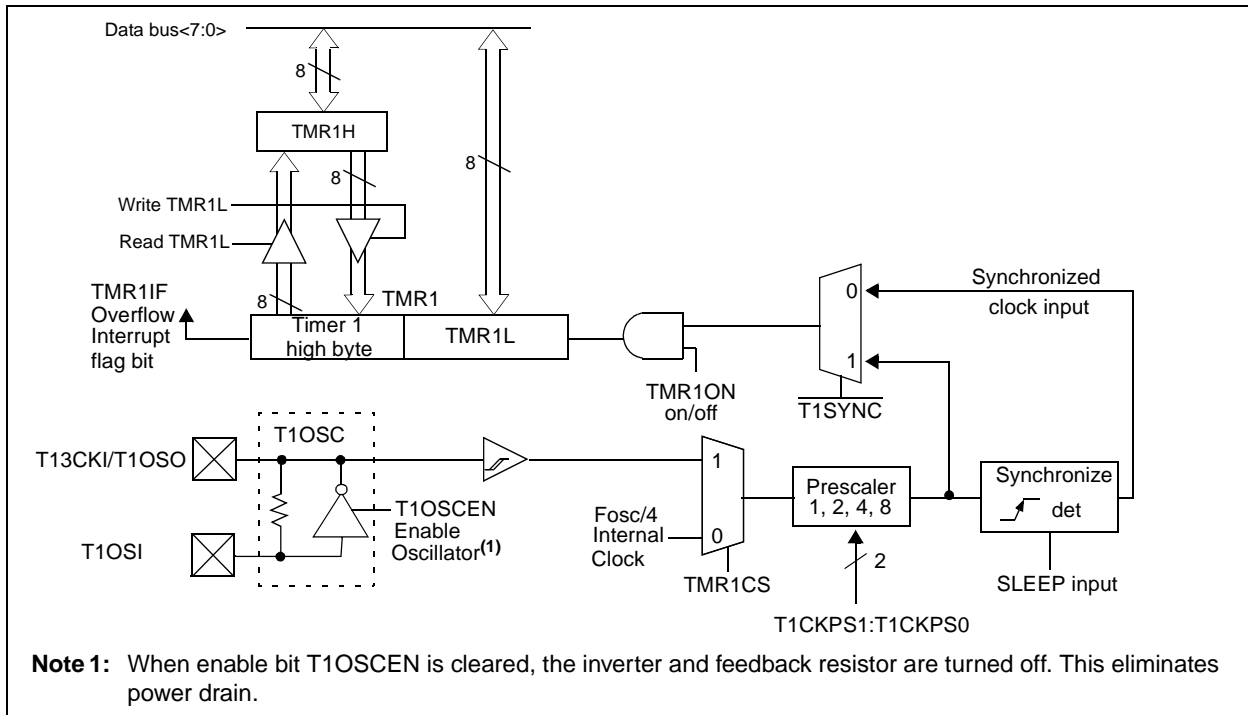 Data bus<7:0>
8
TMR1H
8
8
Write TMR1L
Read TMR1L
8
TMR1
TMR1IF
Overflow
Interrupt
flag bit
Timer 1
high byte
TMR1L
TMR1ON
on/off
0
1
T1SYNC
Synchronized
clock input
T1OSC
T13CKI/T1OSO
T1OSI
T1OSCEN
Enable
Oscillator(1)
Fosc/4
Internal
Clock
1
0
TMR1CS
Prescaler
1, 2, 4, 8
2
T1CKPS1:T1CKPS0
Synchronize
det
SLEEP input
Note 1: When enable bit T1OSCEN is cleared, the inverter and feedback resistor are turned off. This eliminates
power drain.